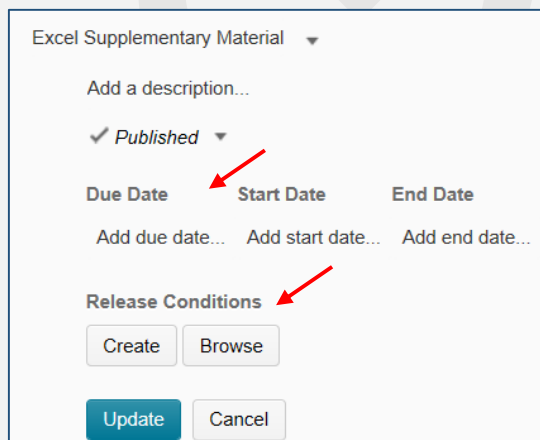 Excel Supplementary Material
Add a description...
Published
Due Date Start Date End Date
Add due date... Add start date... Add end date...
Release Conditions
Create Browse
Update Cancel